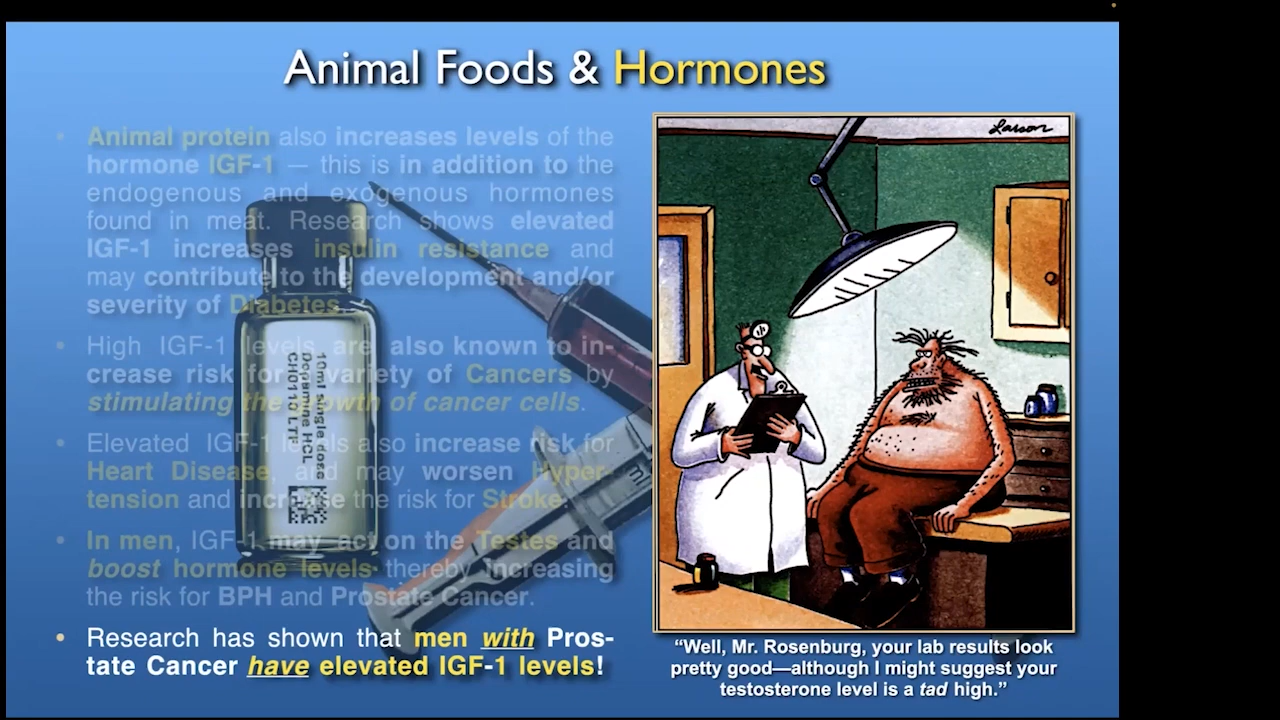 Animal Foods & Hormones
• Animal protein also increases levels of the
hormone IGF-1 — this is in addition to the
endogenous and exogenous hormones
found in meat. Research shows elevated
IGF-1 increases insulin resistance and
may contribute to the development and/or
severity of Diabetes.
• High IGF-1 levels are also known to in-
crease risk for a variety of Cancers by
stimulating the growth of cancer cells.
• Elevated IGF-1 levels also increase risk for
Heart Disease, and may worsen Hyper-
tension and increase the risk for Stroke.
• In men, IGF-1 may act on the Testes and
boost hormone levels thereby increasing
the risk for BPH and Prostate Cancer.
• Research has shown that men with Pros-
tate Cancer have elevated IGF-1 levels!
10ml single dose
Dopamine HCL
CH0110 LTF
ml
Larson
“Well, Mr. Rosenburg, your lab results look
pretty good—although I might suggest your
testosterone level is a tad high.”